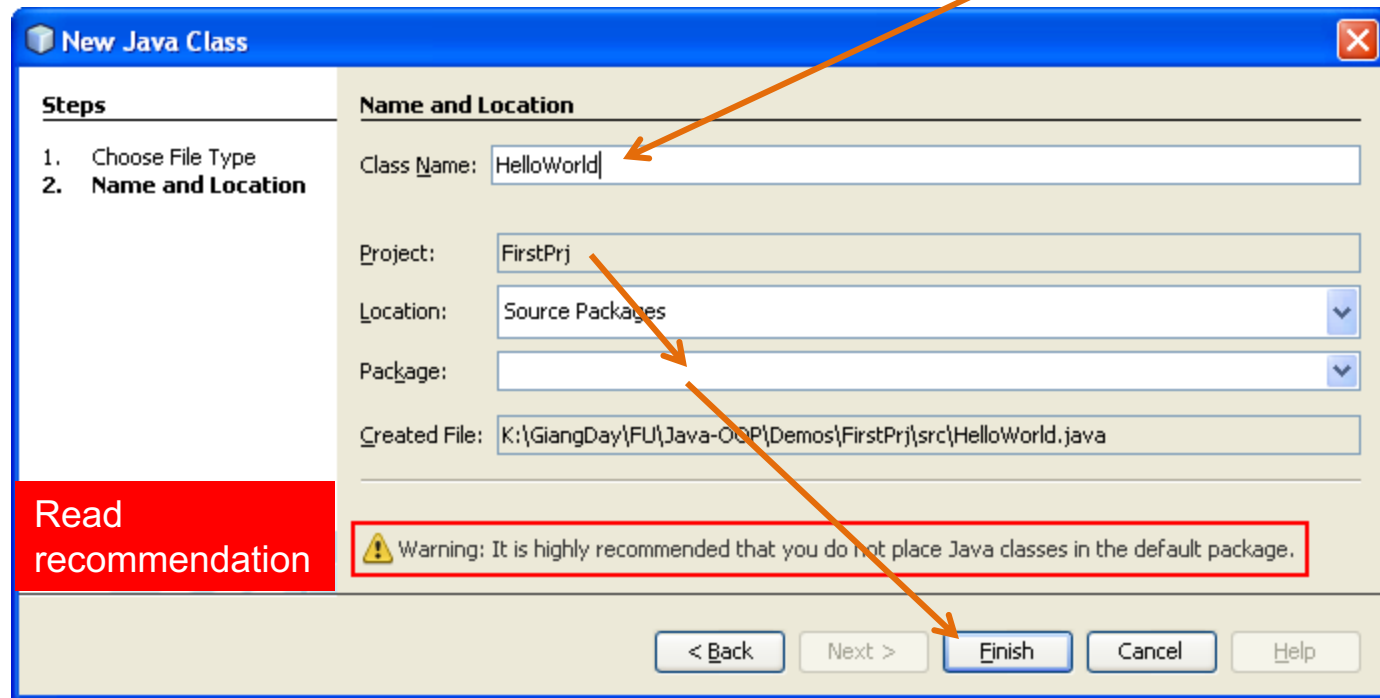 New Java Class
Steps
1. Choose File Type
2. Name and Location
Name and Location
Class Name: HelloWorld
Project: FirstPrj
Location: Source Packages
Package:
Created File: K:\GiangDay\FU\Java-OOP\Demos\FirstPrj\src\HelloWorld.java
Read
recommendation
Warning: It is highly recommended that you do not place Java classes in the default package.
< Back Next > Finish Cancel Help